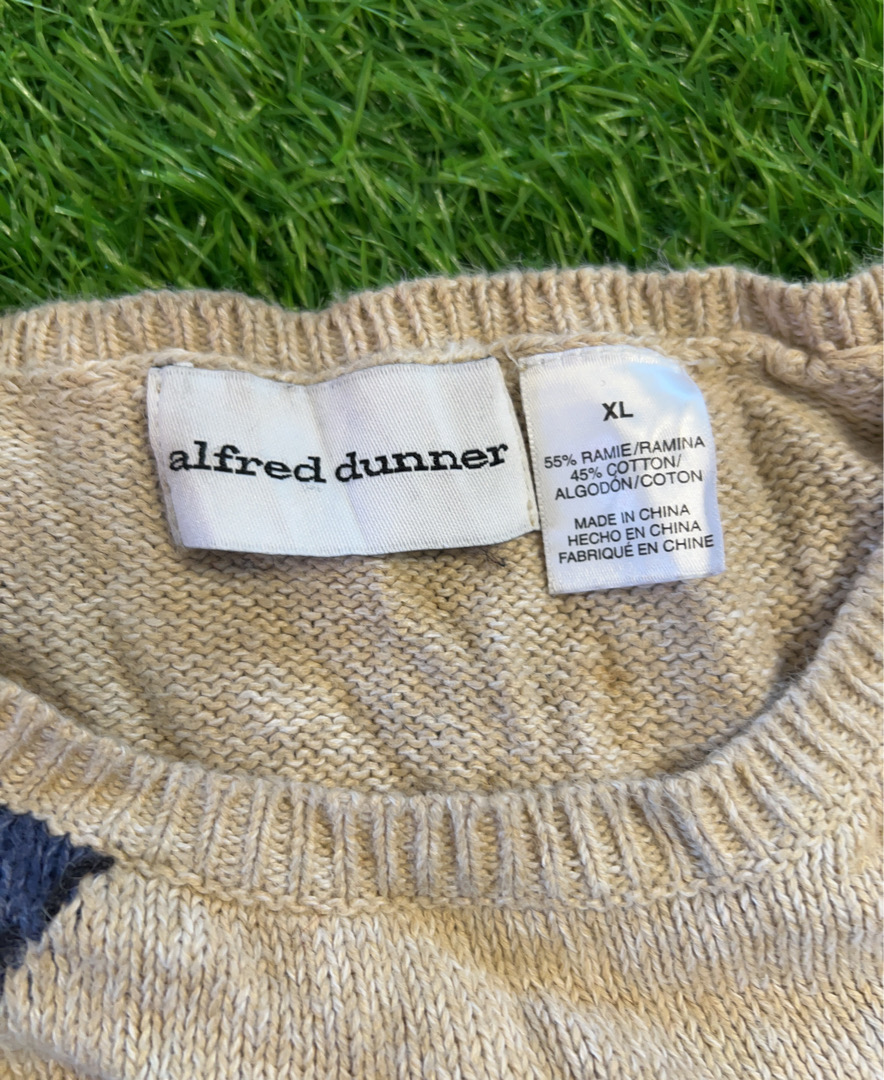 alfred dunner
XL
55% RAMIE/RAMINA
45% COTTON/
ALGODÓN/COTON
MADE IN CHINA
HECHO EN CHINA
FABRIQUÉ EN CHINE